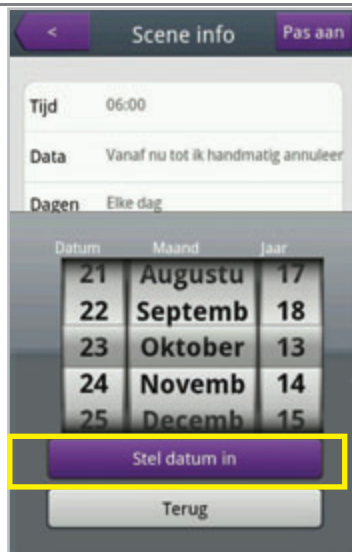 < Scene info Pas aan
Tijd 06:00
Data Vanaf nu tot ik handmatig annuleer
Dagen Elke dag
Datum Maand Jaar
21 Augustu 17
22 Septemb 18
23 Oktober 13
24 Novemb 14
25 Decemb 15
Stel datum in
Terug